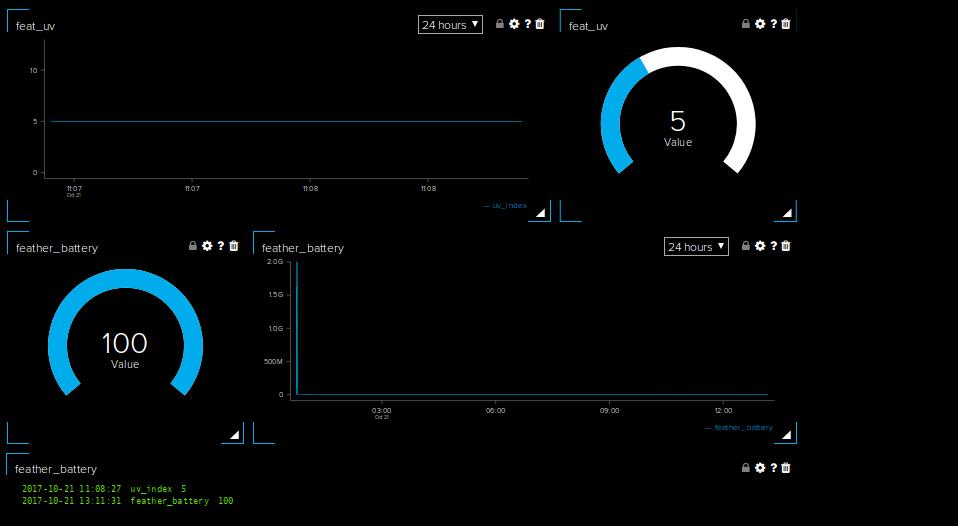 feat_uv
24 hours
10
5
0
11:07
Oct 21
11:07
11:08
11:08
uv_index
feat_uv
5
Value
feather_battery
100
Value
feather_battery
24 hours
2.0G
1.5G
1.0G
500M
0
03:00
Oct 21
06:00
09:00
12:00
feather_battery
feather_battery
2017-10-21 11:08:27 uv_index 5
2017-10-21 13:11:31 feather_battery 100